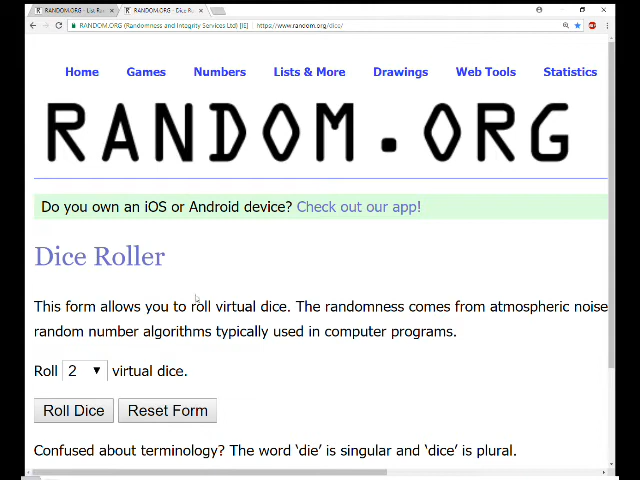 RANDOM.ORG - List Ra
RANDOM.ORG - Dice Ro
RANDOM.ORG (Randomness and Integrity Services Ltd) [IE]
https://www.random.org/dice/
Home Games Numbers Lists & More Drawings Web Tools Statistics
RANDOM.ORG
Do you own an iOS or Android device? Check out our app!
Dice Roller
This form allows you to roll virtual dice. The randomness comes from atmospheric noise
random number algorithms typically used in computer programs.
Roll 2 virtual dice.
Roll Dice Reset Form
Confused about terminology? The word ‘die’ is singular and ‘dice’ is plural.